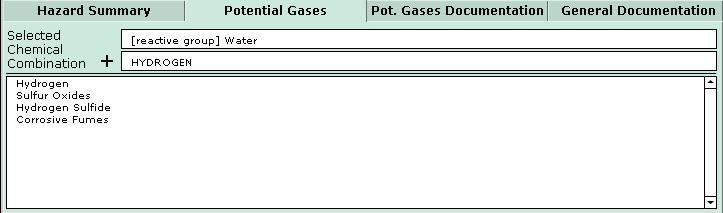 Hazard Summary
Potential Gases
Pot. Gases Documentation
General Documentation
Selected
Chemical
Combination
+
[reactive group] Water
HYDROGEN
Hydrogen
Sulfur Oxides
Hydrogen Sulfide
Corrosive Fumes